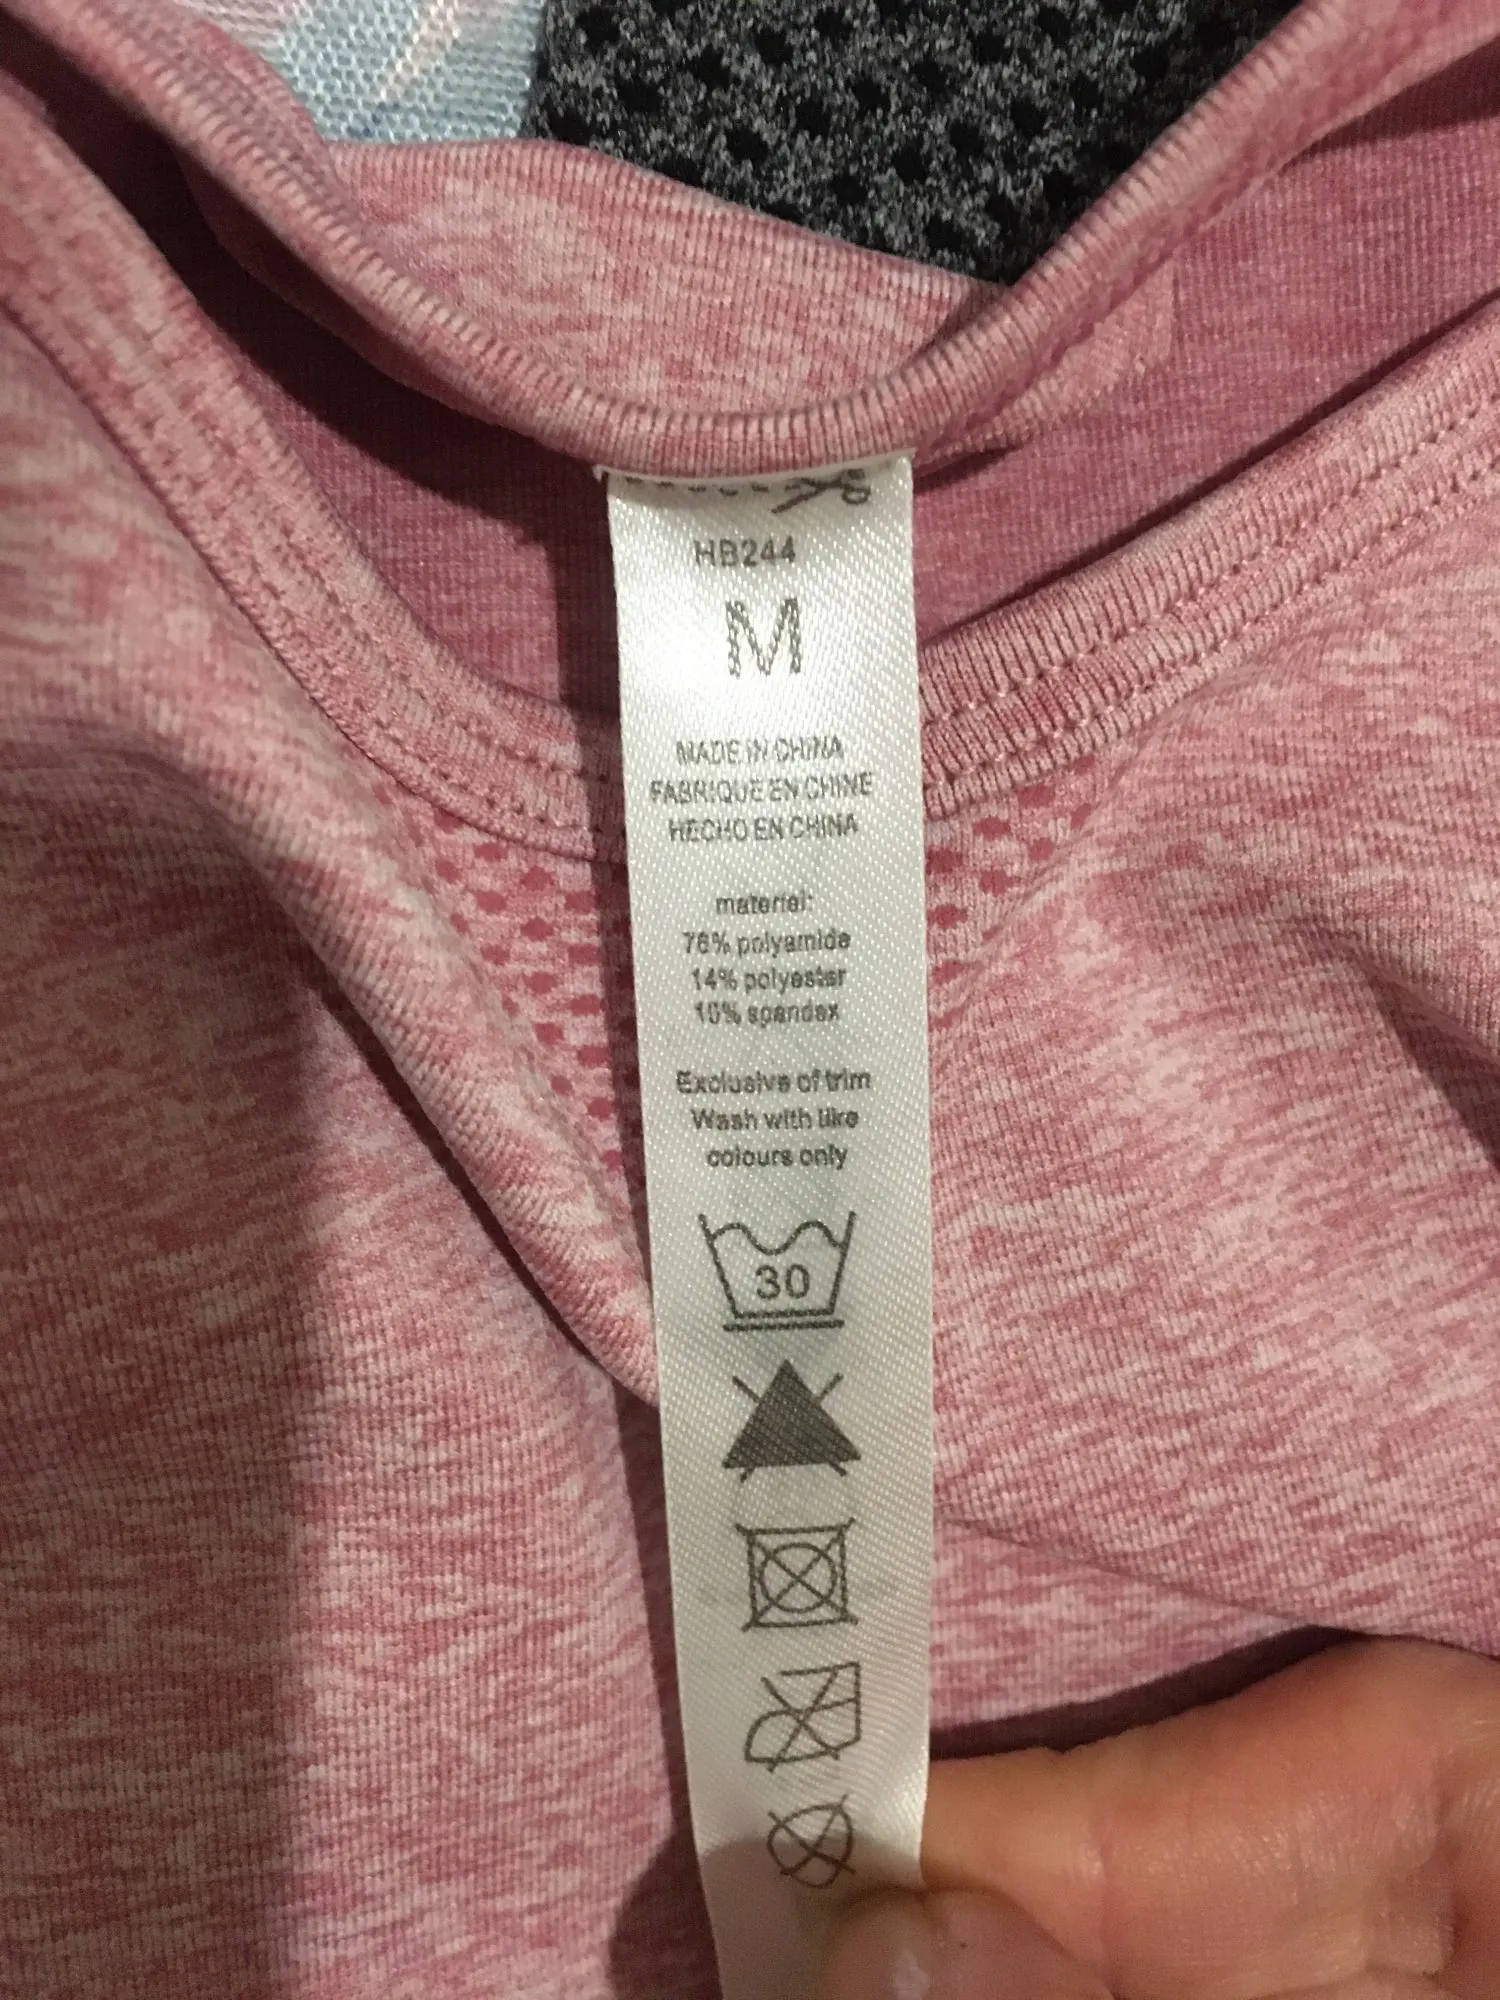 HB244
M
MADE IN CHINA
FABRIQUE EN CHINE
HECHO EN CHINA
materiel:
76% polyamide
14% polyester
10% spandex
Exclusive of trim
Wash with like
colours only
30